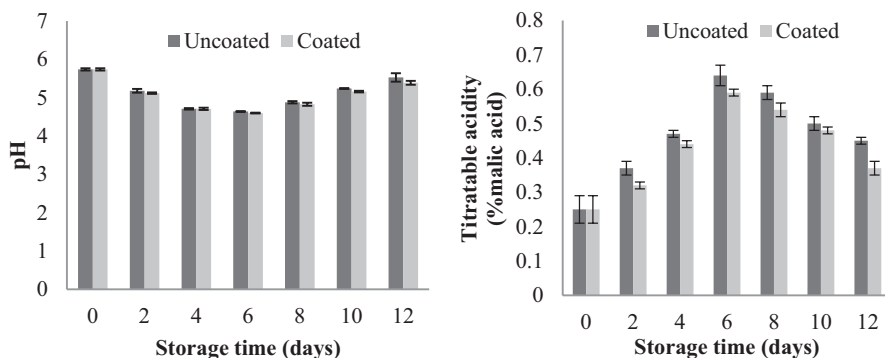 7
6
5
4
3
2
1
0
pH
Uncoated Coated
0 2 4 6 8 10 12
Storage time (days)
0.8
0.7
0.6
0.5
0.4
0.3
0.2
0.1
0
Titratable acidity
(%malic acid)
Uncoated Coated
0 2 4 6 8 10 12
Storage time (days)